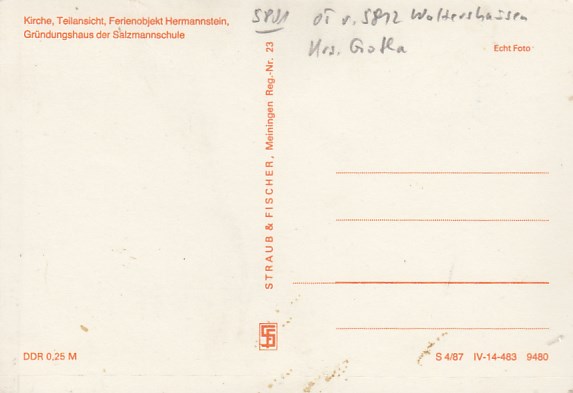 Kirche, Teilansicht, Ferienobjekt Hermannstein,
Gründungshaus der Salzmannschule
5801 OT v. 5812 Waltershausen
Krs. Gotha
Echt Foto
STRAUB & FISCHER, Meiningen Reg.-Nr. 23
DDR 0,25 M
S 4/87 IV-14-483 9480